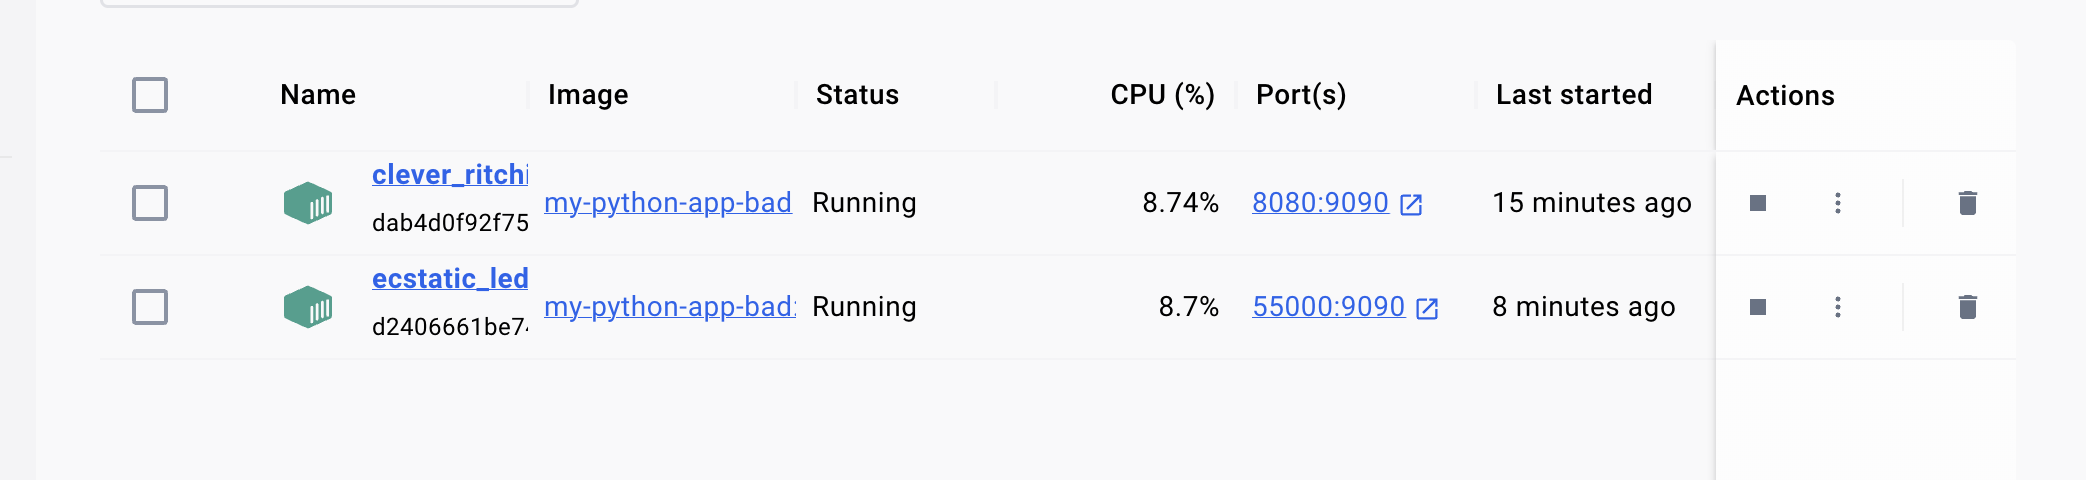 Name Image Status CPU (%) Port(s) Last started Actions
clever_ritchi
dab4d0f92f75
my-python-app-bad Running 8.74% 8080:9090 15 minutes ago
ecstatic_led
d2406661be74
my-python-app-bad: Running 8.7% 55000:9090 8 minutes ago